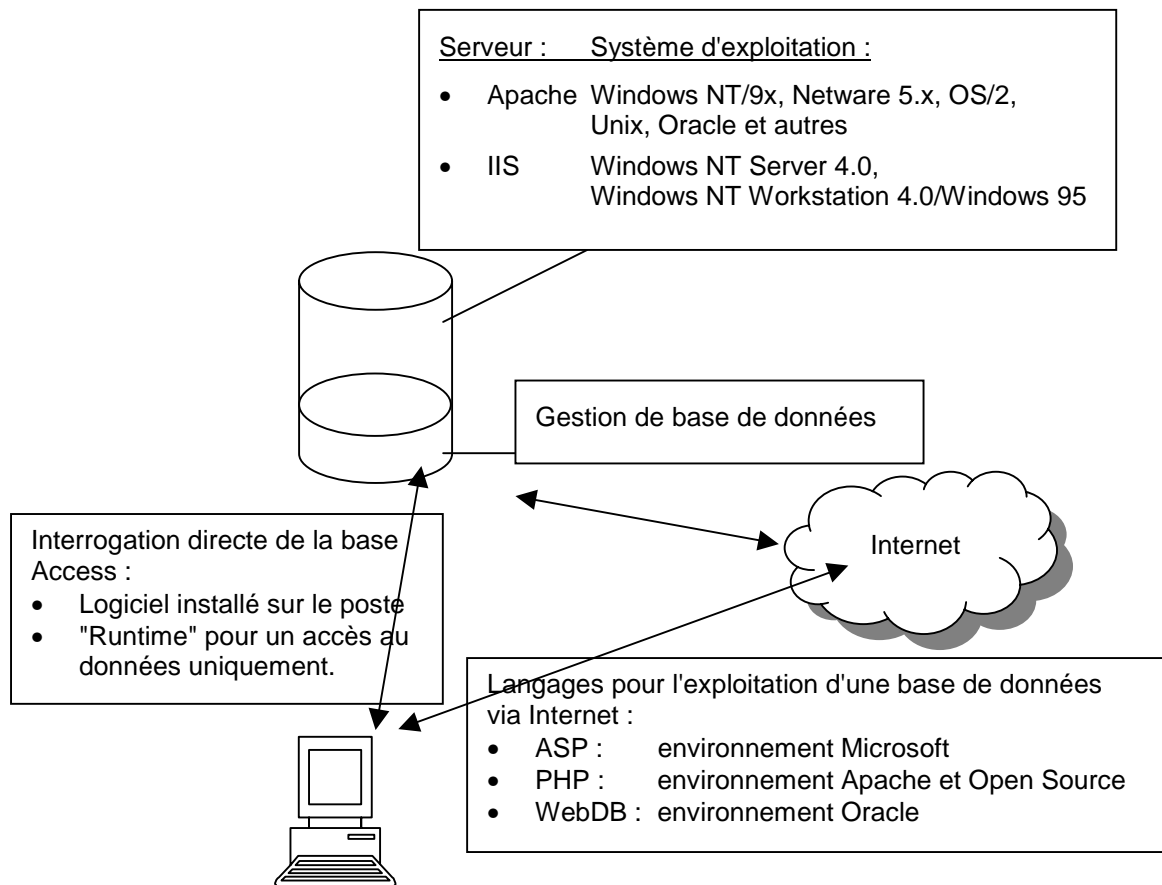 Serveur : Système d'exploitation :
• Apache Windows NT/9x, Netware 5.x, OS/2,
Unix, Oracle et autres
• IIS Windows NT Server 4.0,
Windows NT Workstation 4.0/Windows 95
Gestion de base de données
Internet
Interrogation directe de la base
Access :
• Logiciel installé sur le poste
• "Runtime" pour un accès au
données uniquement.
Langages pour l'exploitation d'une base de données
via Internet :
• ASP : environnement Microsoft
• PHP : environnement Apache et Open Source
• WebDB : environnement Oracle